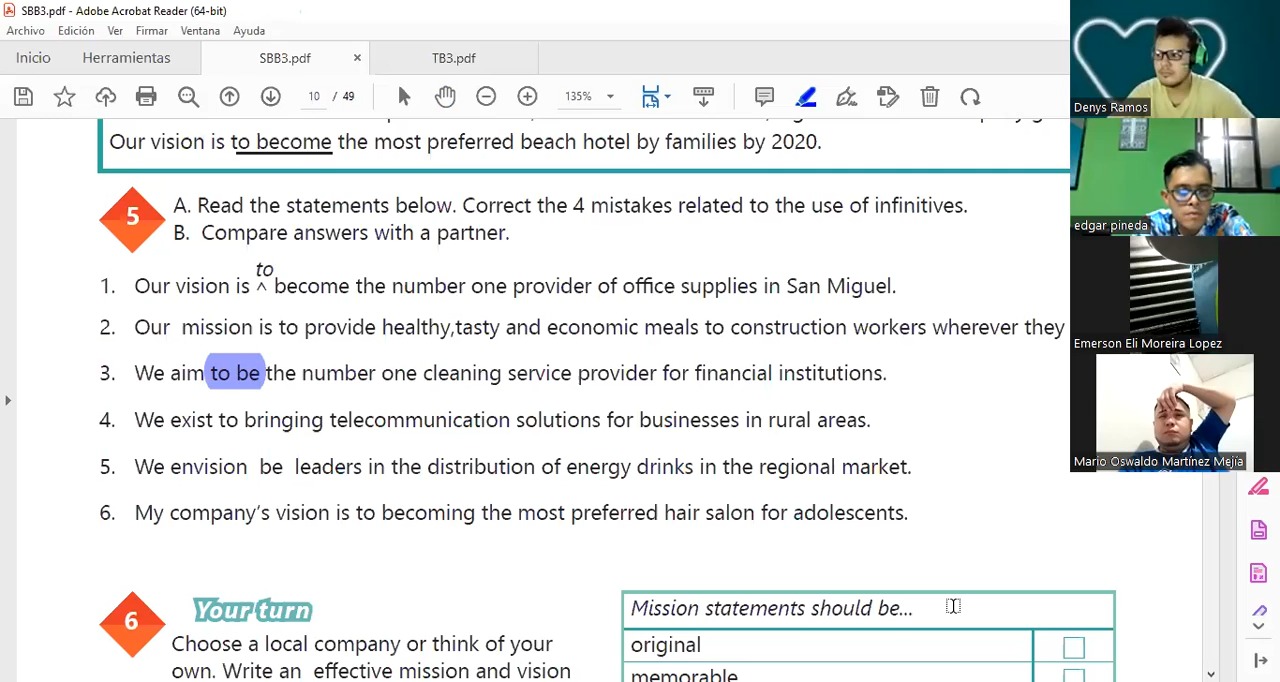 SBB3.pdf - Adobe Acrobat Reader (64-bit)
Archivo Edición Ver Firmar Ventana Ayuda
Inicio Herramientas SBB3.pdf × TB3.pdf
10 / 49 135%
Our vision is to become the most preferred beach hotel by families by 2020.
5 A. Read the statements below. Correct the 4 mistakes related to the use of infinitives.
B. Compare answers with a partner.
to
1. Our vision is ^ become the number one provider of office supplies in San Miguel.
2. Our mission is to provide healthy,tasty and economic meals to construction workers wherever they
3. We aim to be the number one cleaning service provider for financial institutions.
4. We exist to bringing telecommunication solutions for businesses in rural areas.
5. We envision be leaders in the distribution of energy drinks in the regional market.
6. My company's vision is to becoming the most preferred hair salon for adolescents.
6 Your turn
Choose a local company or think of your
own. Write an effective mission and vision
Mission statements should be...
original
memorable
Denys Ramos
edgar pineda
Emerson Eli Moreira Lopez
Mario Oswaldo Martínez Mejía